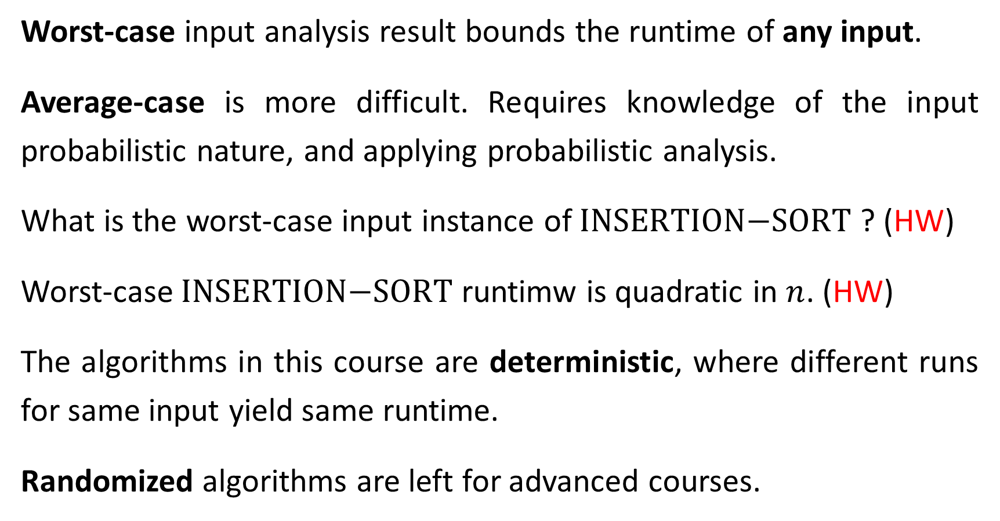 Worst-case input analysis result bounds the runtime of any input.
Average-case is more difficult. Requires knowledge of the input
probabilistic nature, and applying probabilistic analysis.
What is the worst-case input instance of INSERTION−SORT ? (HW)
Worst-case INSERTION−SORT runtimw is quadratic in n. (HW)
The algorithms in this course are deterministic, where different runs
for same input yield same runtime.
Randomized algorithms are left for advanced courses.